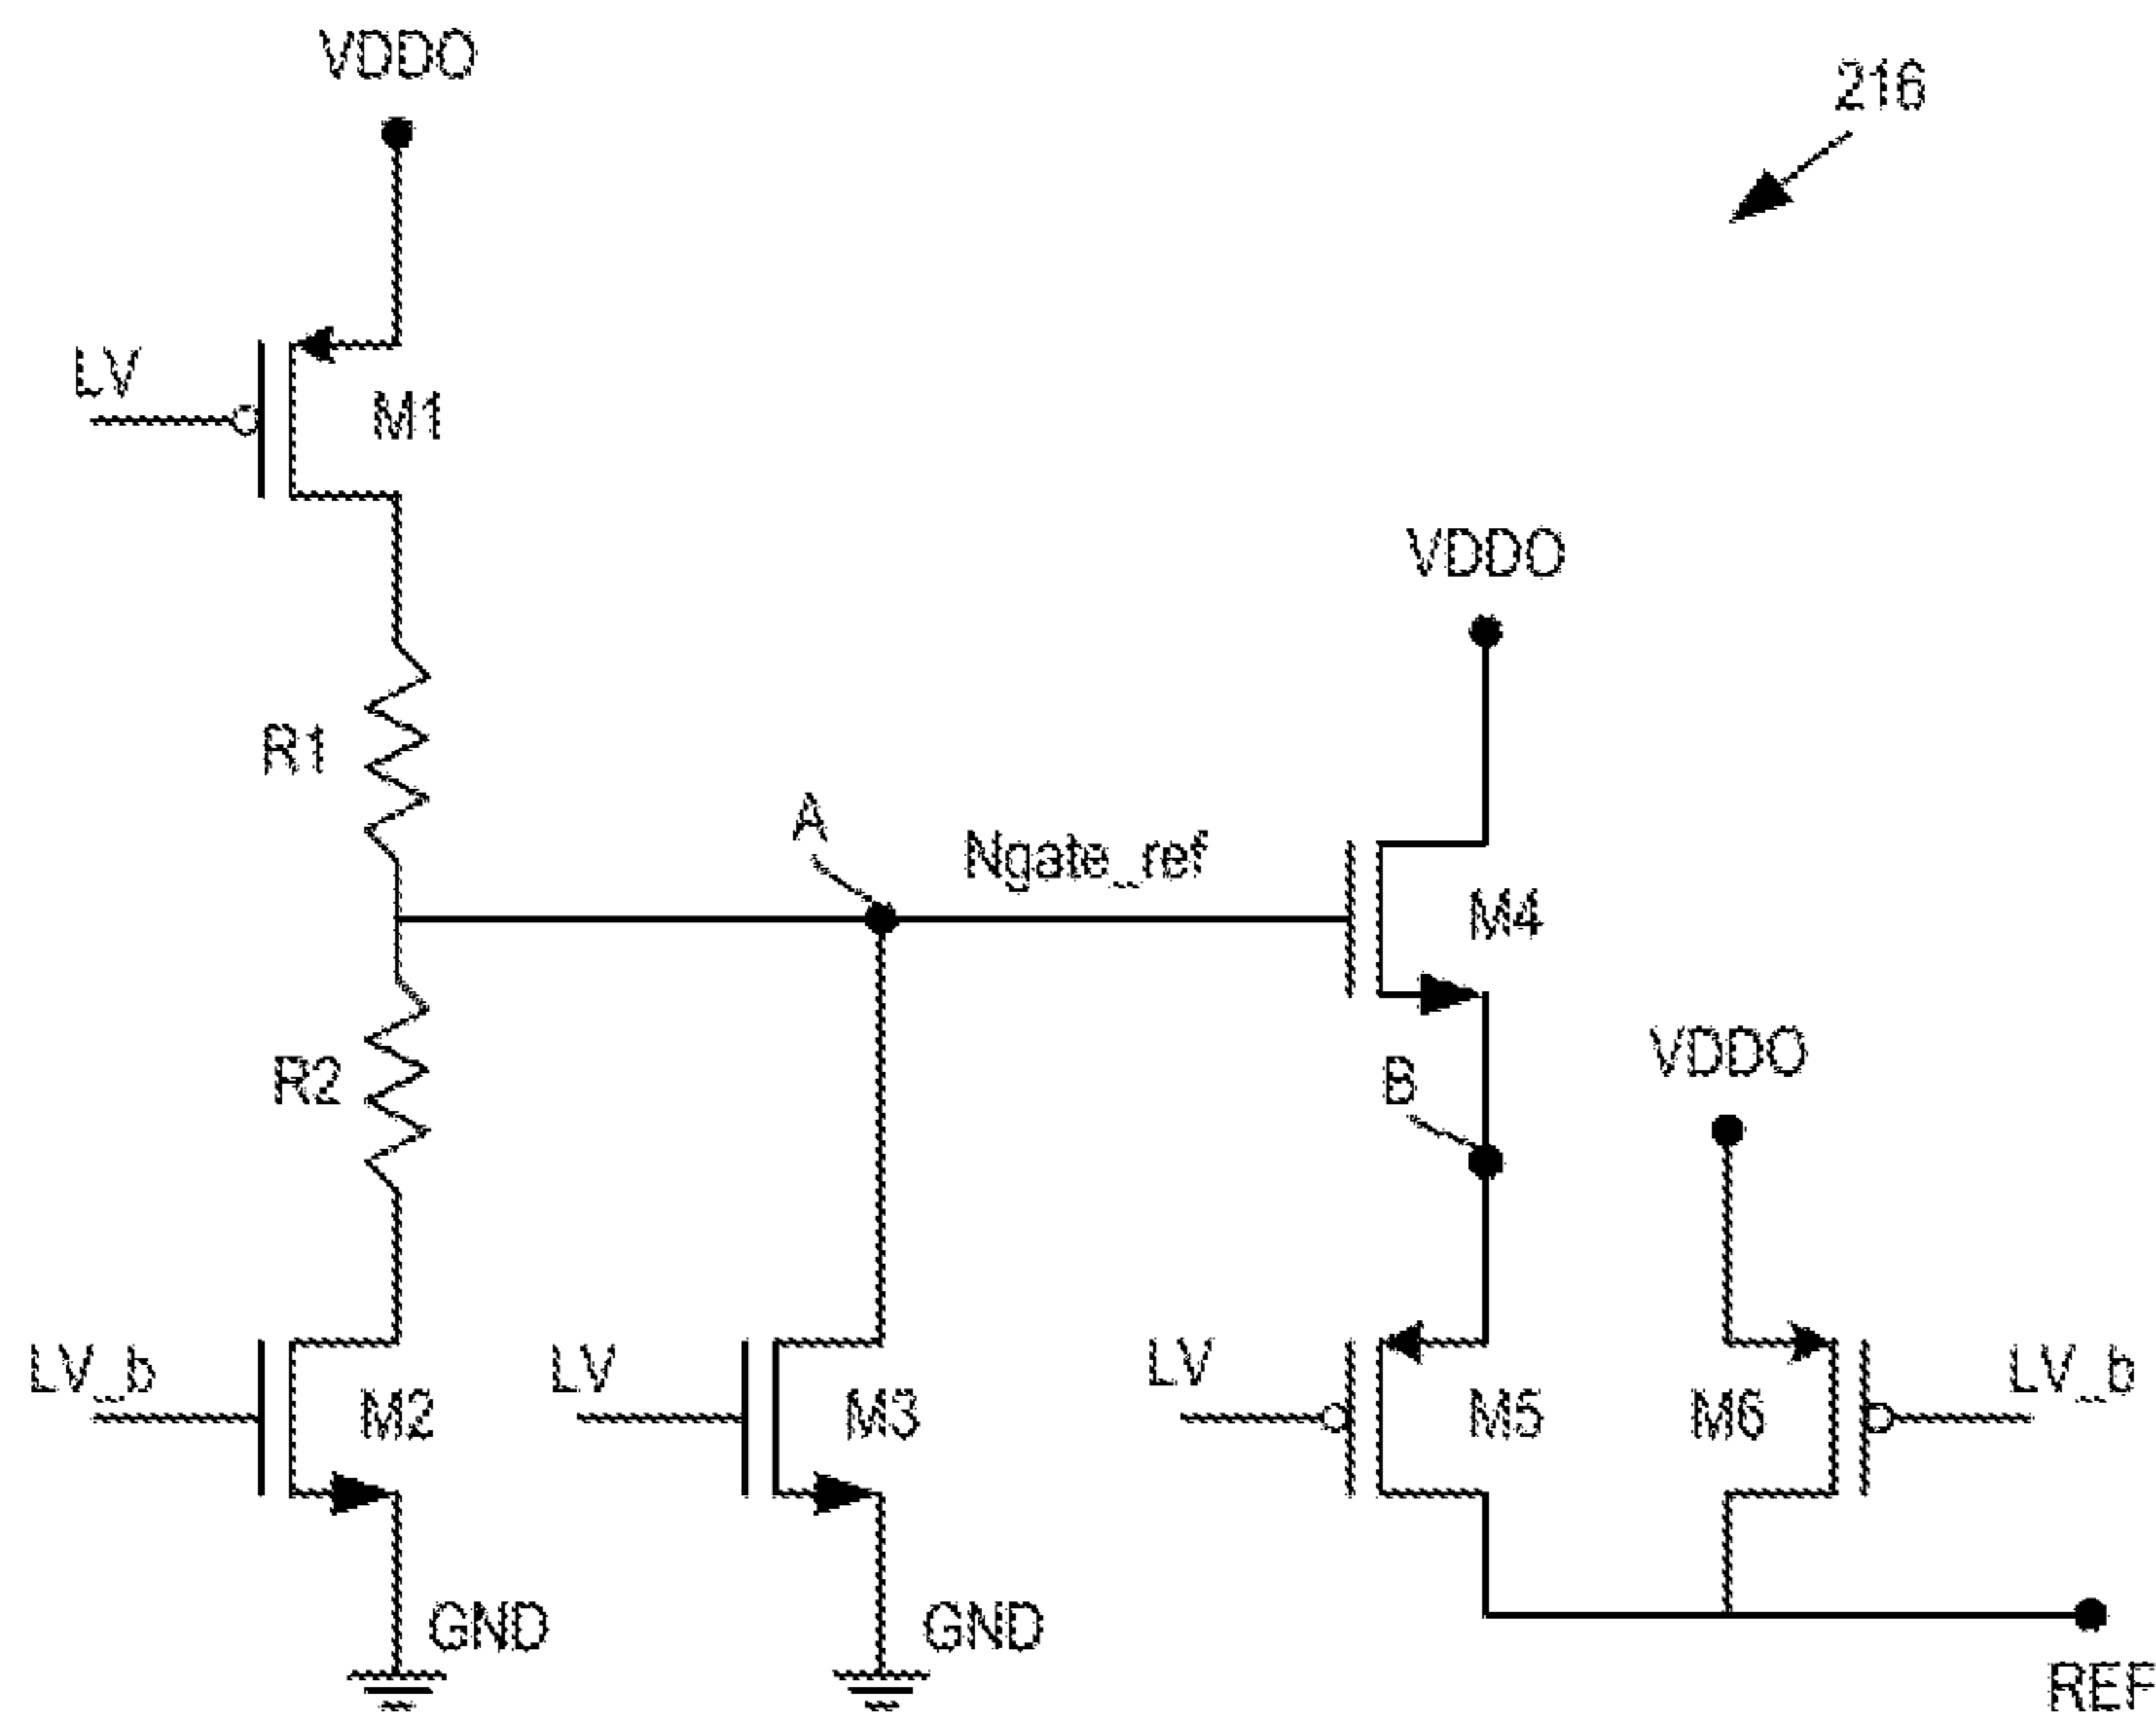 VDDO
216
LV
M1
VDDO
R1
A
Ngate_ref
M4
R2
B
VDDO
LV_b
M2
LV
M3
LV
M5
M6
LV_b
GND
GND
REF